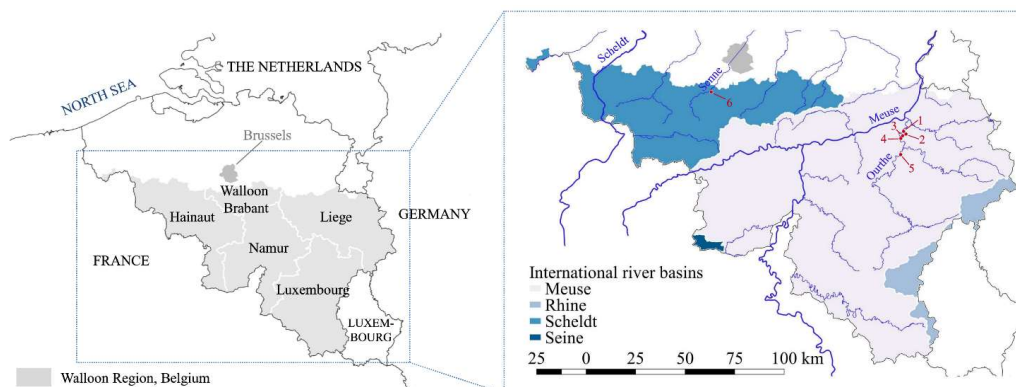 THE NETHERLANDS
NORTH SEA
Brussels
Walloon
Brabant
Hainaut
Liege
GERMANY
Namur
FRANCE
Luxembourg
LUXEM-
BOURG
Walloon Region, Belgium
Scheldt
Senne
6
Meuse
3
1
4
2
Ourthe
5
International river basins
Meuse
Rhine
Scheldt
Seine
25 0 25 50 75 100 km